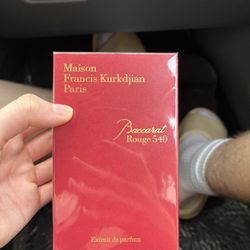 Maison
Francis Kurkdjian
Paris
Baccarat
Rouge 540
Extrait de parfum